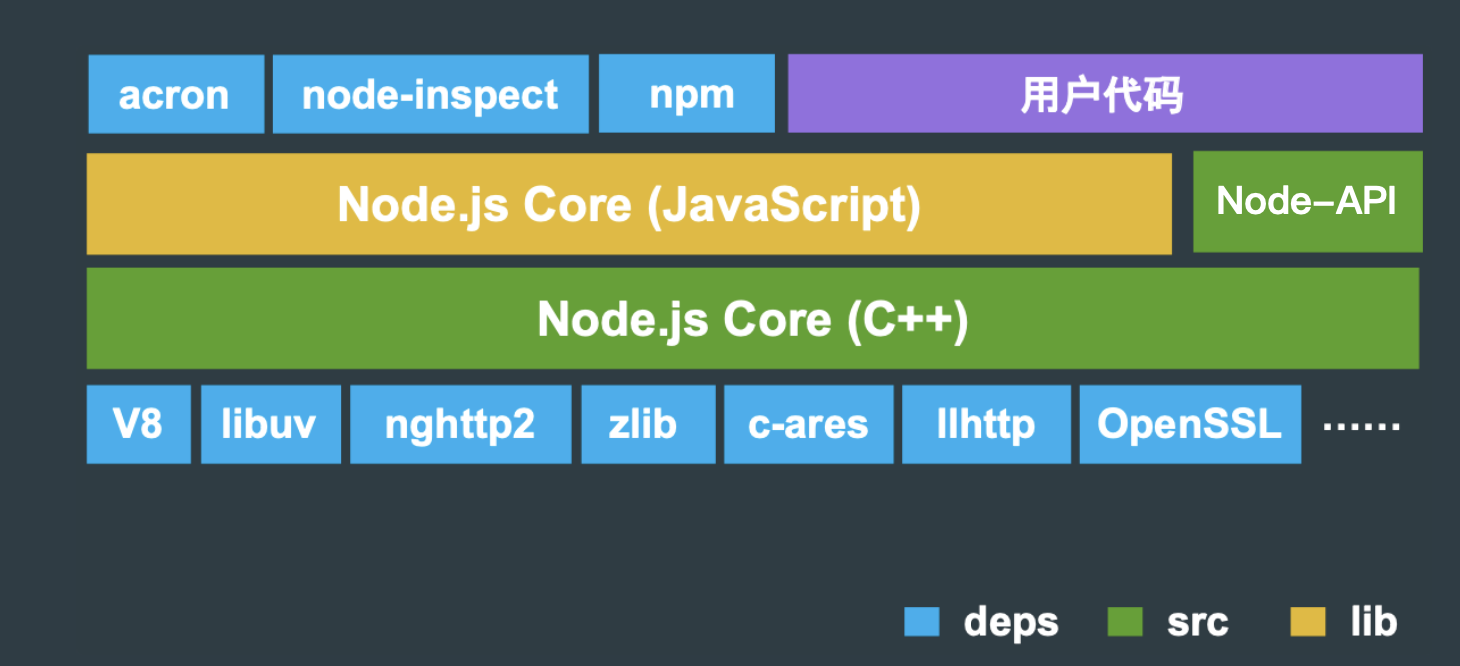 acron node-inspect npm 用户代码
Node.js Core (JavaScript) Node-API
Node.js Core (C++)
V8 libuv nghttp2 zlib c-ares llhttp OpenSSL ······
deps src lib